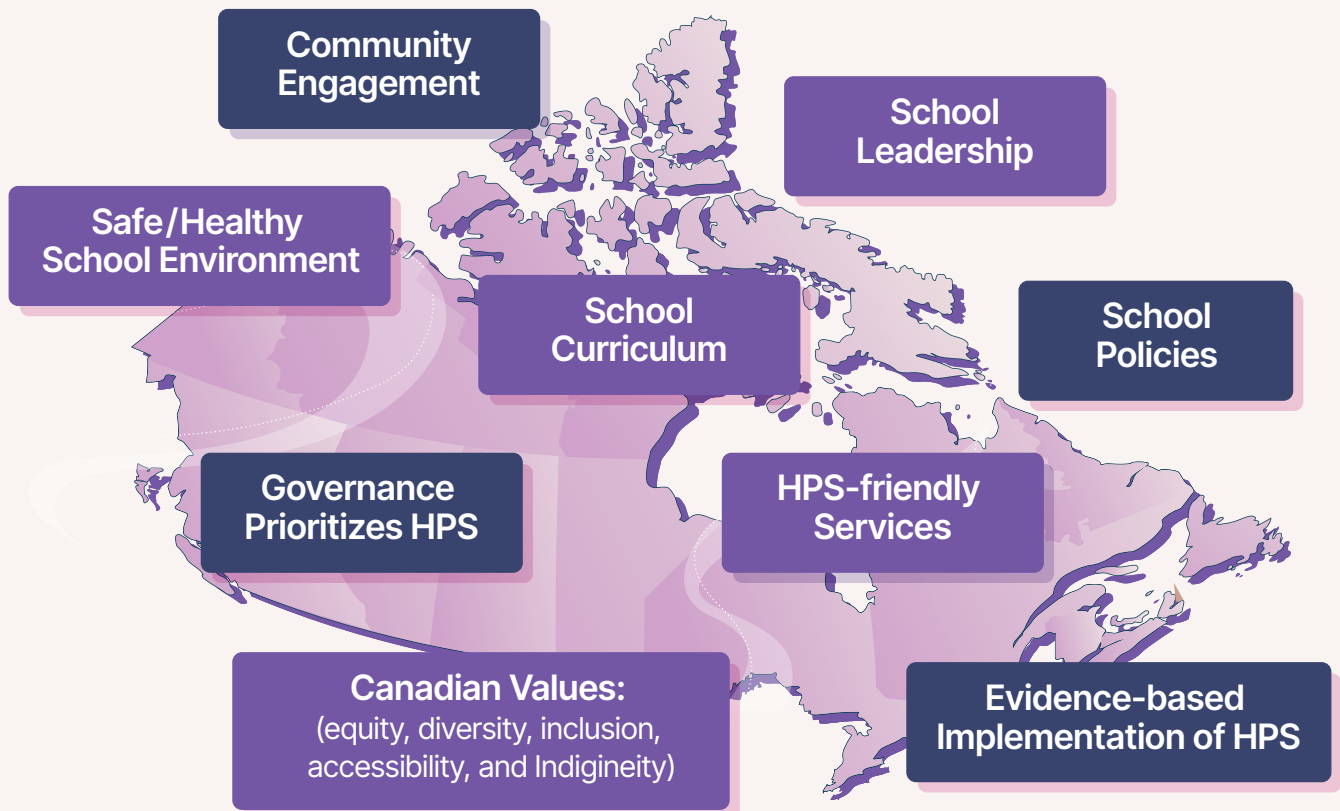 Community
Engagement
School
Leadership
Safe/Healthy
School Environment
School
Curriculum
School
Policies
Governance
Prioritizes HPS
HPS-friendly
Services
Canadian Values:
(equity, diversity, inclusion,
accessibility, and Indigineity)
Evidence-based
Implementation of HPS